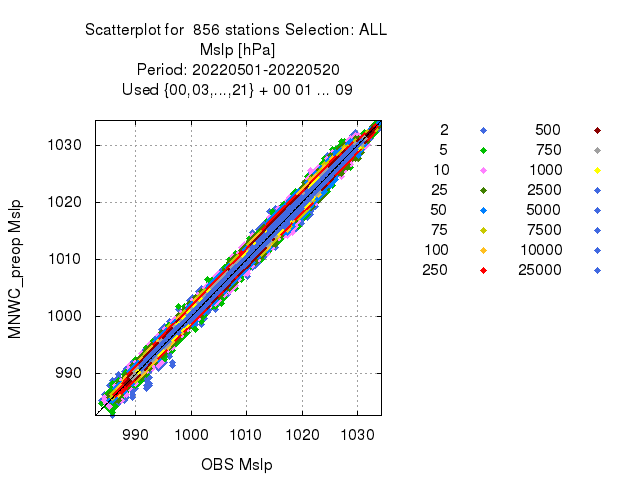 Scatterplot for 856 stations Selection: ALL
Mslp [hPa]
Period: 20220501-20220520
Used {00,03,...,21} + 00 01 ... 09
MNWC_preop Mslp
1030
1020
1010
1000
990
990 1000 1010 1020 1030
OBS Mslp
2 500
5 750
10 1000
25 2500
50 5000
75 7500
100 10000
250 25000